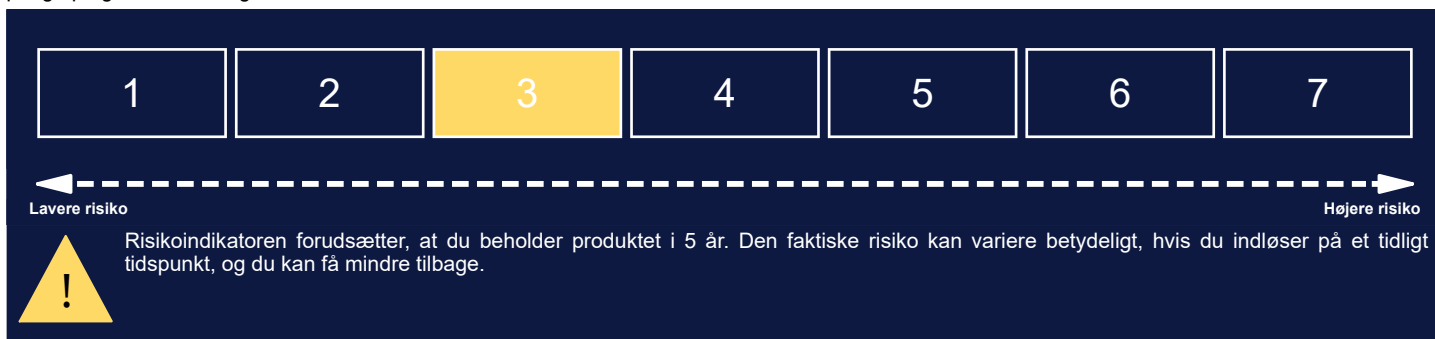 1 2 3 4 5 6 7
Lavere risiko Højere risiko
Risikoindikatoren forudsætter, at du beholder produktet i 5 år. Den faktiske risiko kan variere betydeligt, hvis du indløser på et tidligt
tidspunkt, og du kan få mindre tilbage.
!